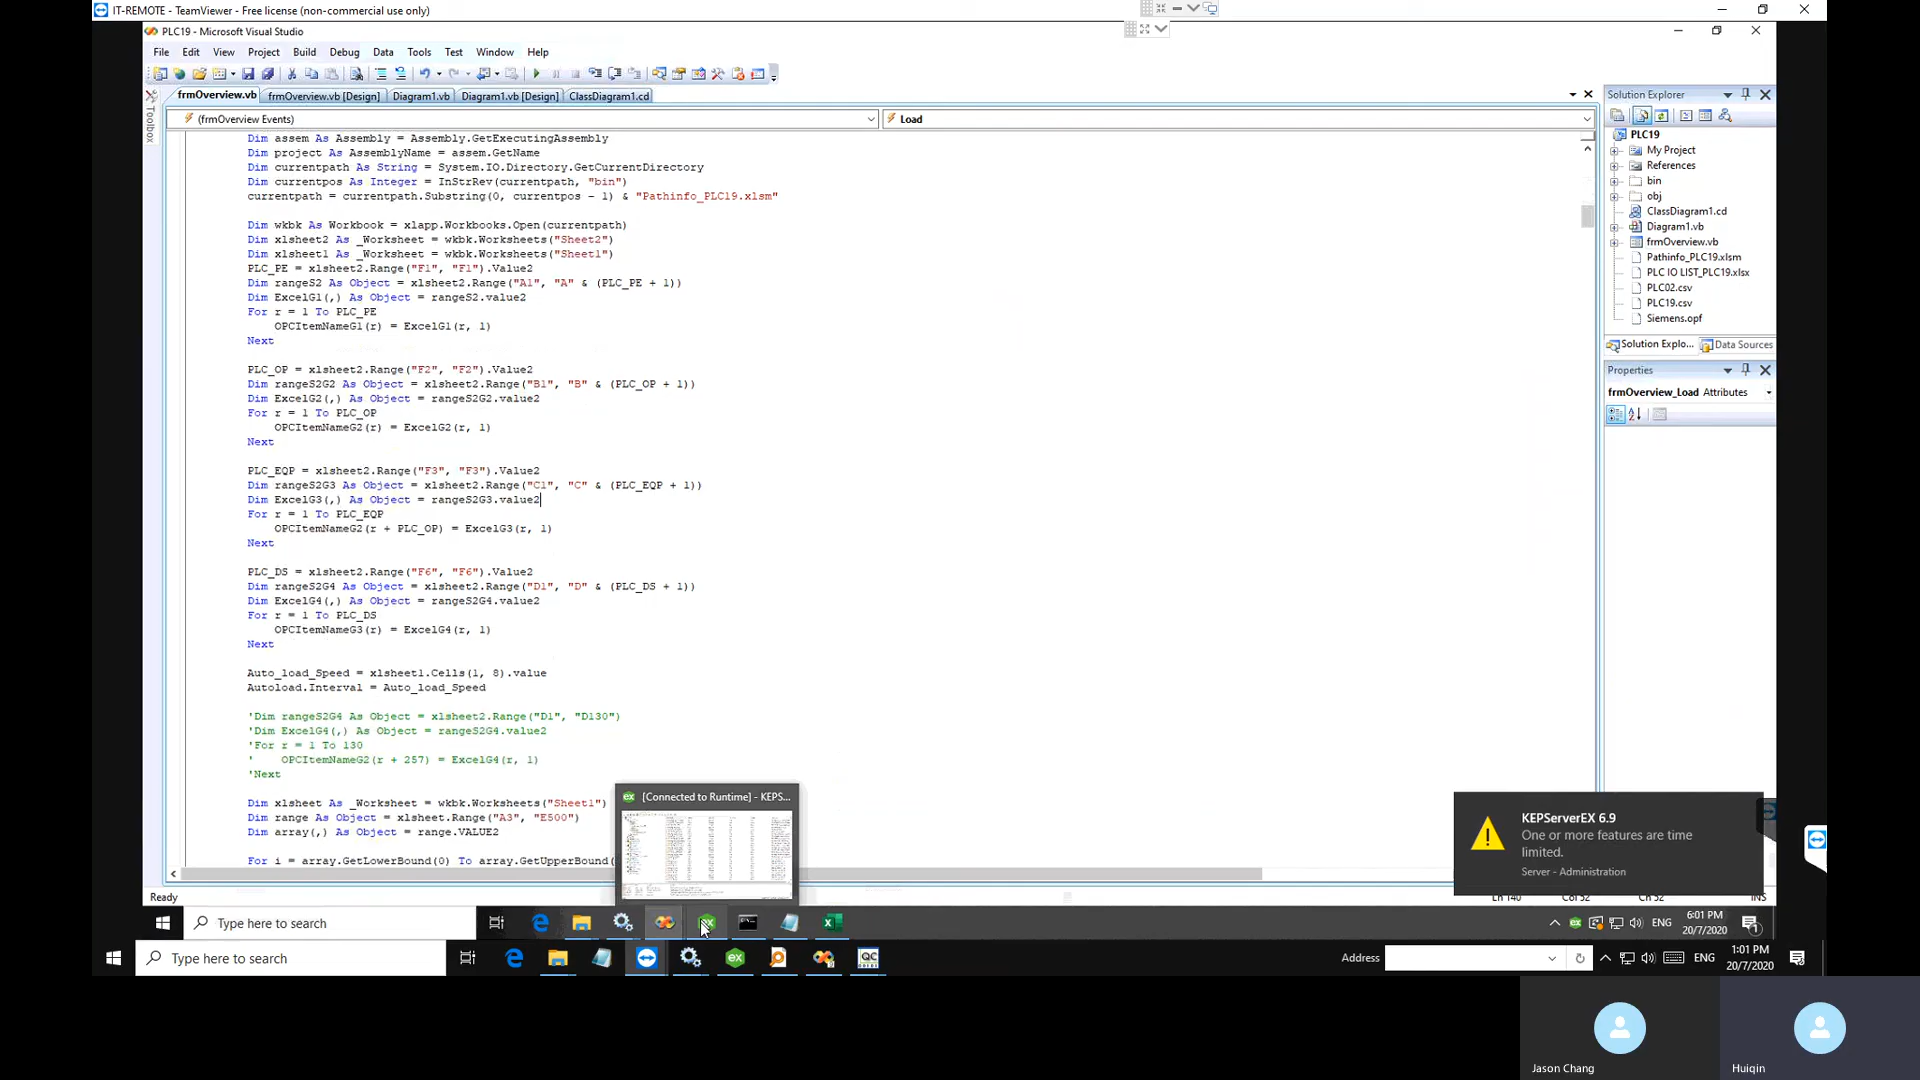 IT-REMOTE - TeamViewer - Free license (non-commercial use only)
PLC19 - Microsoft Visual Studio
File Edit View Project Build Debug Data Tools Test Window Help
frmOverview.vb frmOverview.vb [Design] Diagram1.vb Diagram1.vb [Design] ClassDiagram1.cd
Toolbox
(frmOverview Events) Load
Dim assem As Assembly = Assembly.GetExecutingAssembly
Dim project As AssemblyName = assem.GetName
Dim currentpath As String = System.IO.Directory.GetCurrentDirectory
Dim currentpos As Integer = InStrRev(currentpath, "bin")
currentpath = currentpath.Substring(0, currentpos - 1) & "Pathinfo_PLC19.xlsm"
Dim wkbk As Workbook = xlapp.Workbooks.Open(currentpath)
Dim xlsheet2 As _Worksheet = wkbk.Worksheets("Sheet2")
Dim xlsheet1 As _Worksheet = wkbk.Worksheets("Sheet1")
PLC_PE = xlsheet2.Range("F1", "F1").Value2
Dim rangeS2 As Object = xlsheet2.Range("A1", "A" & (PLC_PE + 1))
Dim ExcelG1(,) As Object = rangeS2.value2
For r = 1 To PLC_PE
OPCItemNameG1(r) = ExcelG1(r, 1)
Next
PLC_OP = xlsheet2.Range("F2", "F2").Value2
Dim rangeS2G2 As Object = xlsheet2.Range("B1", "B" & (PLC_OP + 1))
Dim ExcelG2(,) As Object = rangeS2G2.value2
For r = 1 To PLC_OP
OPCItemNameG2(r) = ExcelG2(r, 1)
Next
PLC_EQP = xlsheet2.Range("F3", "F3").Value2
Dim rangeS2G3 As Object = xlsheet2.Range("C1", "C" & (PLC_EQP + 1))
Dim ExcelG3(,) As Object = rangeS2G3.value2
For r = 1 To PLC_EQP
OPCItemNameG2(r + PLC_OP) = ExcelG3(r, 1)
Next
PLC_DS = xlsheet2.Range("F6", "F6").Value2
Dim rangeS2G4 As Object = xlsheet2.Range("D1", "D" & (PLC_DS + 1))
Dim ExcelG4(,) As Object = rangeS2G4.value2
For r = 1 To PLC_DS
OPCItemNameG3(r) = ExcelG4(r, 1)
Next
Auto_load_Speed = xlsheet1.Cells(1, 8).value
Autoload.Interval = Auto_load_Speed
'Dim rangeS2G4 As Object = xlsheet2.Range("D1", "D130")
'Dim ExcelG4(,) As Object = rangeS2G4.value2
'For r = 1 To 130
' OPCItemNameG2(r + 257) = ExcelG4(r, 1)
'Next
Dim xlsheet As _Worksheet = wkbk.Worksheets("Sheet1")
Dim range As Object = xlsheet.Range("A3", "E500")
Dim array(,) As Object = range.VALUE2
For i = array.GetLowerBound(0) To array.GetUpperBound(
Solution Explorer
PLC19
My Project
References
bin
obj
ClassDiagram1.cd
Diagram1.vb
frmOverview.vb
Pathinfo_PLC19.xlsm
PLC IO LIST_PLC19.xlsx
PLC02.csv
PLC19.csv
Siemens.opf
Solution Explo... Data Sources
Properties
frmOverview_Load Attributes
[Connected to Runtime] - KEPS...
KEPServerEX 6.9
One or more features are time
limited.
Server - Administration
Ready
Ln 140 Col 52 Ch 52 INS
Type here to search
ENG 6:01 PM
20/7/2020
Type here to search
Address
ENG 1:01 PM
20/7/2020
QC
Jason Chang
Huiqin